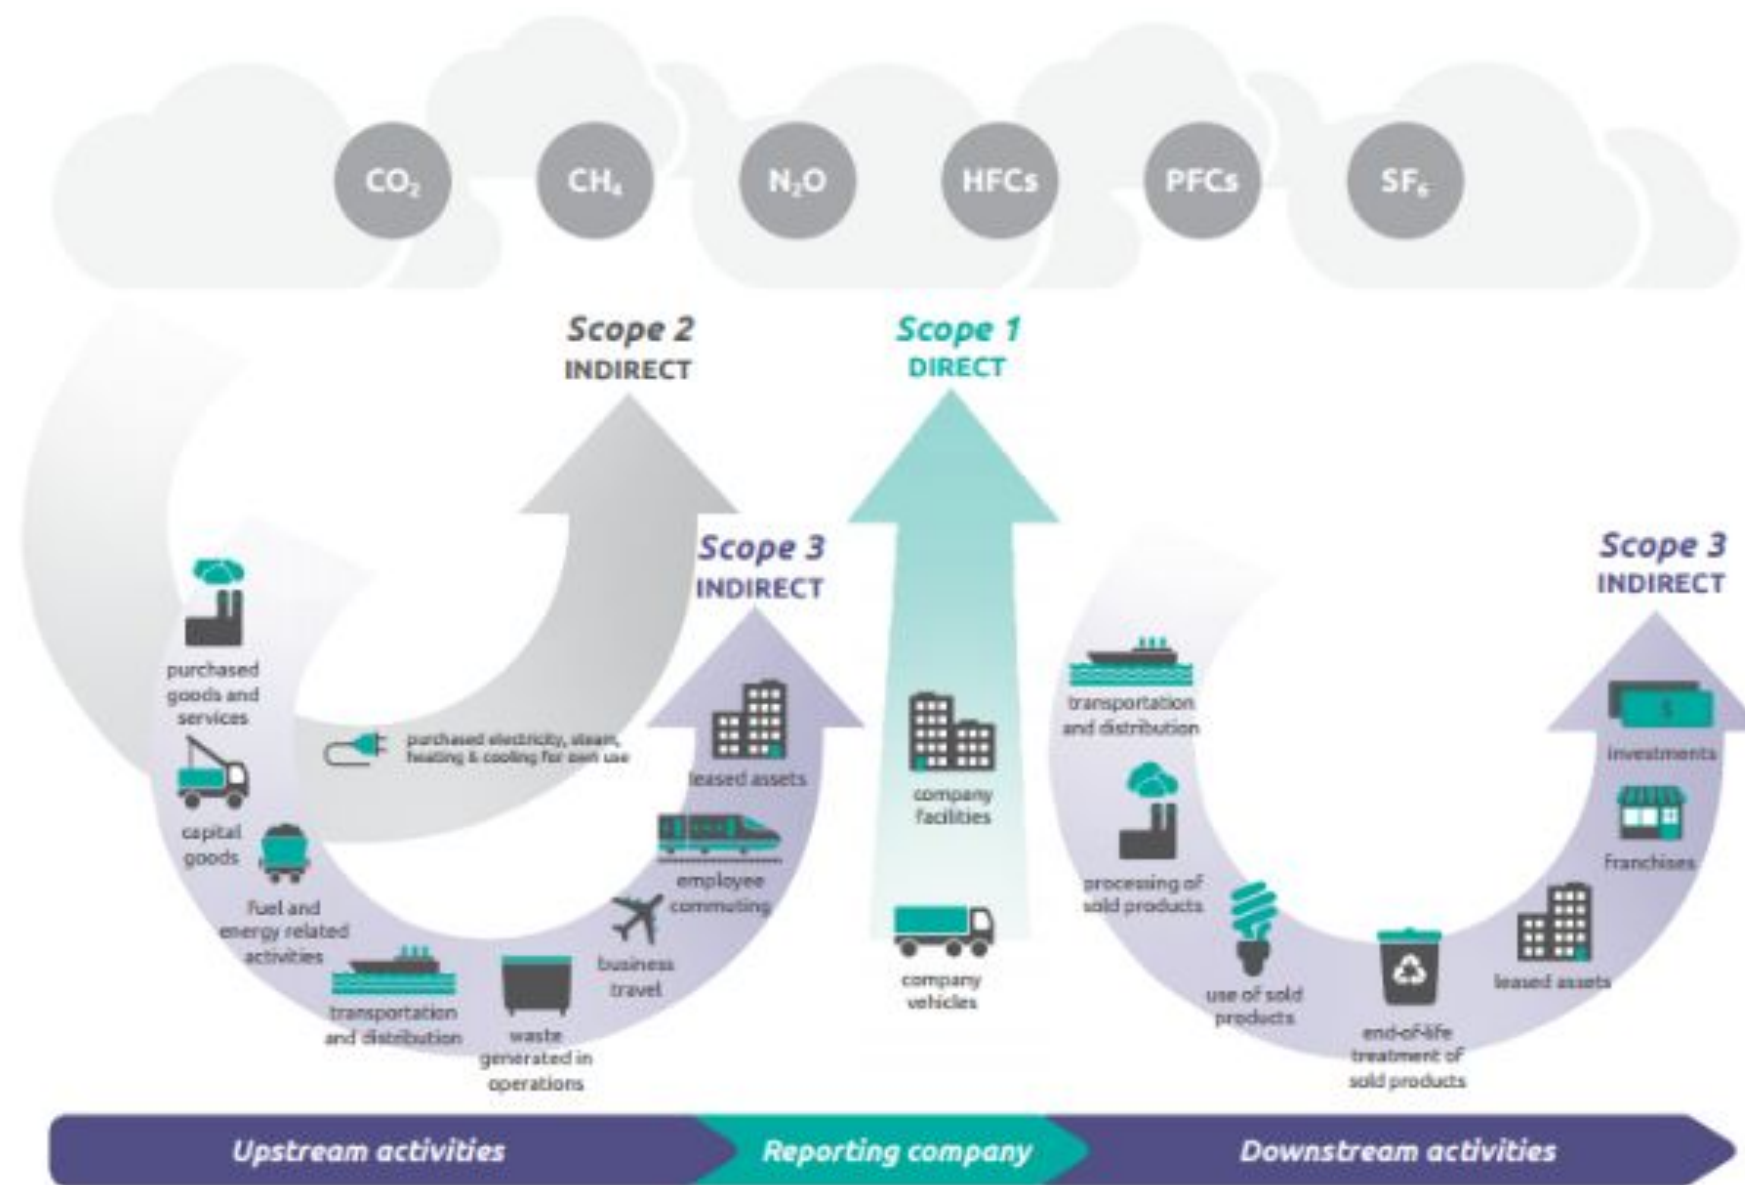 CO₂
CH₄
N₂O
HFCs
PFCs
SF₆
Scope 2
INDIRECT
Scope 1
DIRECT
Scope 3
INDIRECT
Scope 3
INDIRECT
purchased
goods and
services
capital
goods
fuel and
energy related
activities
transportation
and distribution
waste
generated in
operations
business
travel
employee
commuting
leased assets
purchased electricity, steam,
heating & cooling for own use
company
facilities
company
vehicles
transportation
and distribution
processing of
sold products
use of sold
products
end-of-life
treatment of
sold products
leased assets
franchises
investments
$
Upstream activities
Reporting company
Downstream activities